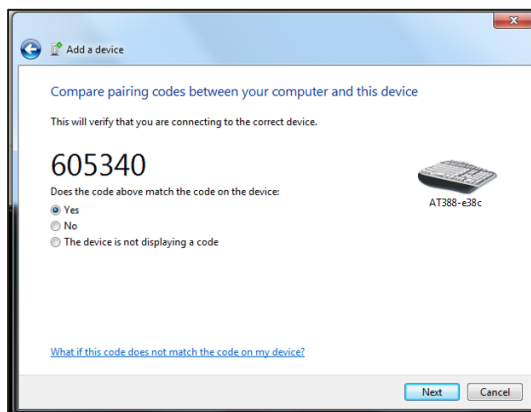 Add a device
Compare pairing codes between your computer and this device
This will verify that you are connecting to the correct device.
605340
Does the code above match the code on the device:
Yes
No
The device is not displaying a code
AT388-e38c
What if this code does not match the code on my device?
Next
Cancel